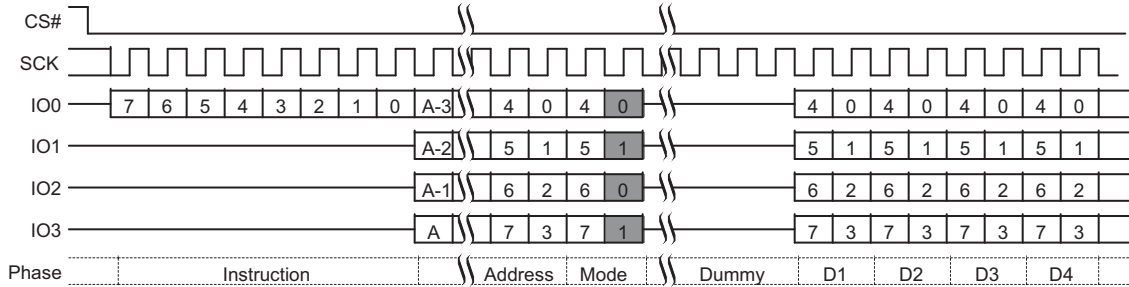 CS#
SCK
IO0 7 6 5 4 3 2 1 0 A-3 4 0 4 0 4 0 4 0 4 0 4 0
IO1 A-2 5 1 5 1 5 1 5 1 5 1 5 1
IO2 A-1 6 2 6 0 6 2 6 2 6 2 6 2
IO3 A 7 3 7 1 7 3 7 3 7 3 7 3
Phase Instruction Address Mode Dummy D1 D2 D3 D4